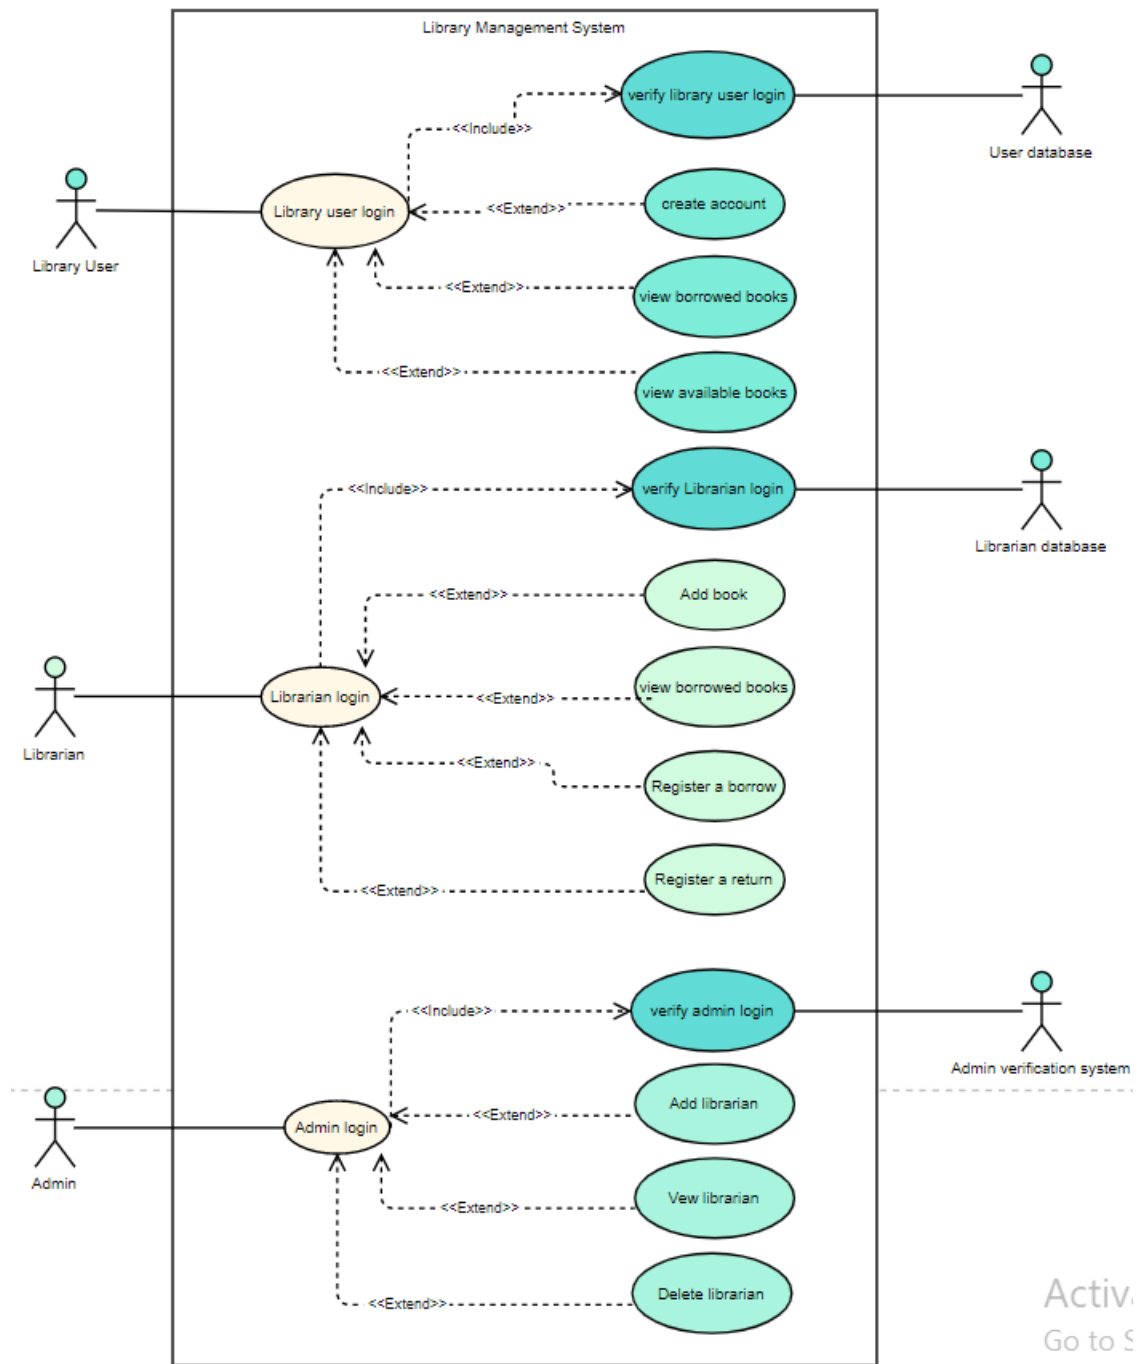 Library Management System
verify library user login
<<Include>>
User database
create account
<<Extend>>
Library user login
Library User
<<Extend>>
view borrowed books
<<Extend>>
view available books
<<Include>>
verify Librarian login
Librarian database
<<Extend>>
Add book
view borrowed books
Librarian login
<<Extend>>
Librarian
<<Extend>>
Register a borrow
Register a return
<<Extend>>
<<Include>>
verify admin login
Admin verification system
Add librarian
<<Extend>>
Admin login
Admin
Vew librarian
<<Extend>>
Delete librarian
<<Extend>>
Activa
Go to S